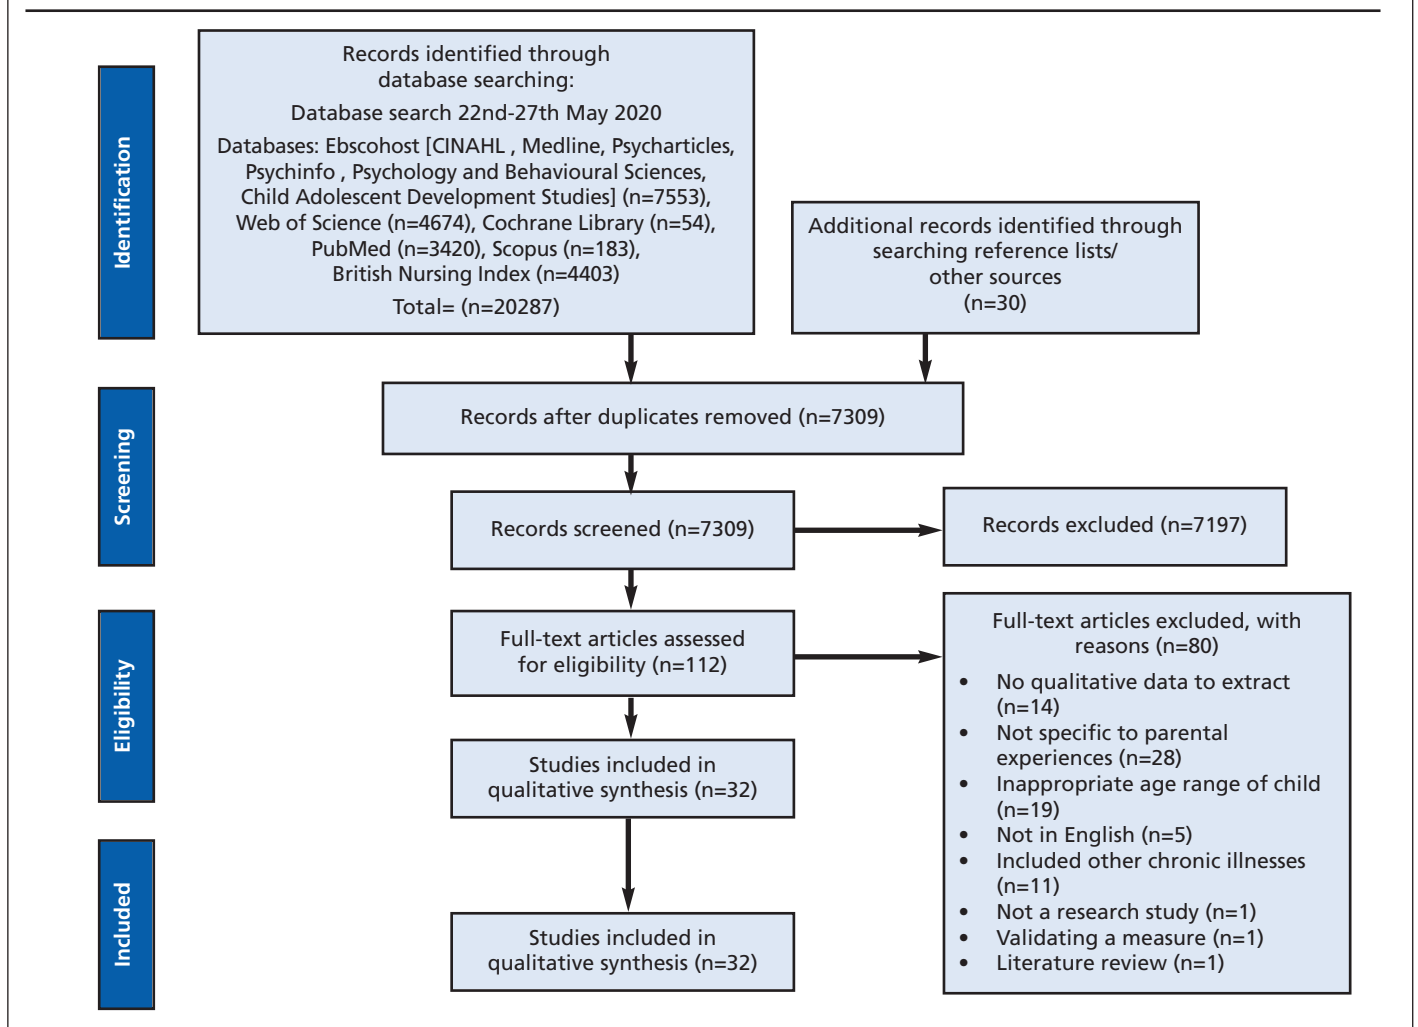 Identification
Records identified through
database searching:
Database search 22nd-27th May 2020
Databases: Ebscohost [CINAHL , Medline, Psycharticles,
Psychinfo , Psychology and Behavioural Sciences,
Child Adolescent Development Studies] (n=7553),
Web of Science (n=4674), Cochrane Library (n=54),
PubMed (n=3420), Scopus (n=183),
British Nursing Index (n=4403)
Total= (n=20287)
Additional records identified through
searching reference lists/
other sources
(n=30)
Screening
Records after duplicates removed (n=7309)
Records screened (n=7309)
Records excluded (n=7197)
Eligibility
Full-text articles assessed
for eligibility (n=112)
Full-text articles excluded, with
reasons (n=80)
• No qualitative data to extract
(n=14)
• Not specific to parental
experiences (n=28)
• Inappropriate age range of child
(n=19)
• Not in English (n=5)
• Included other chronic illnesses
(n=11)
• Not a research study (n=1)
• Validating a measure (n=1)
• Literature review (n=1)
Studies included in
qualitative synthesis (n=32)
Included
Studies included in
qualitative synthesis (n=32)